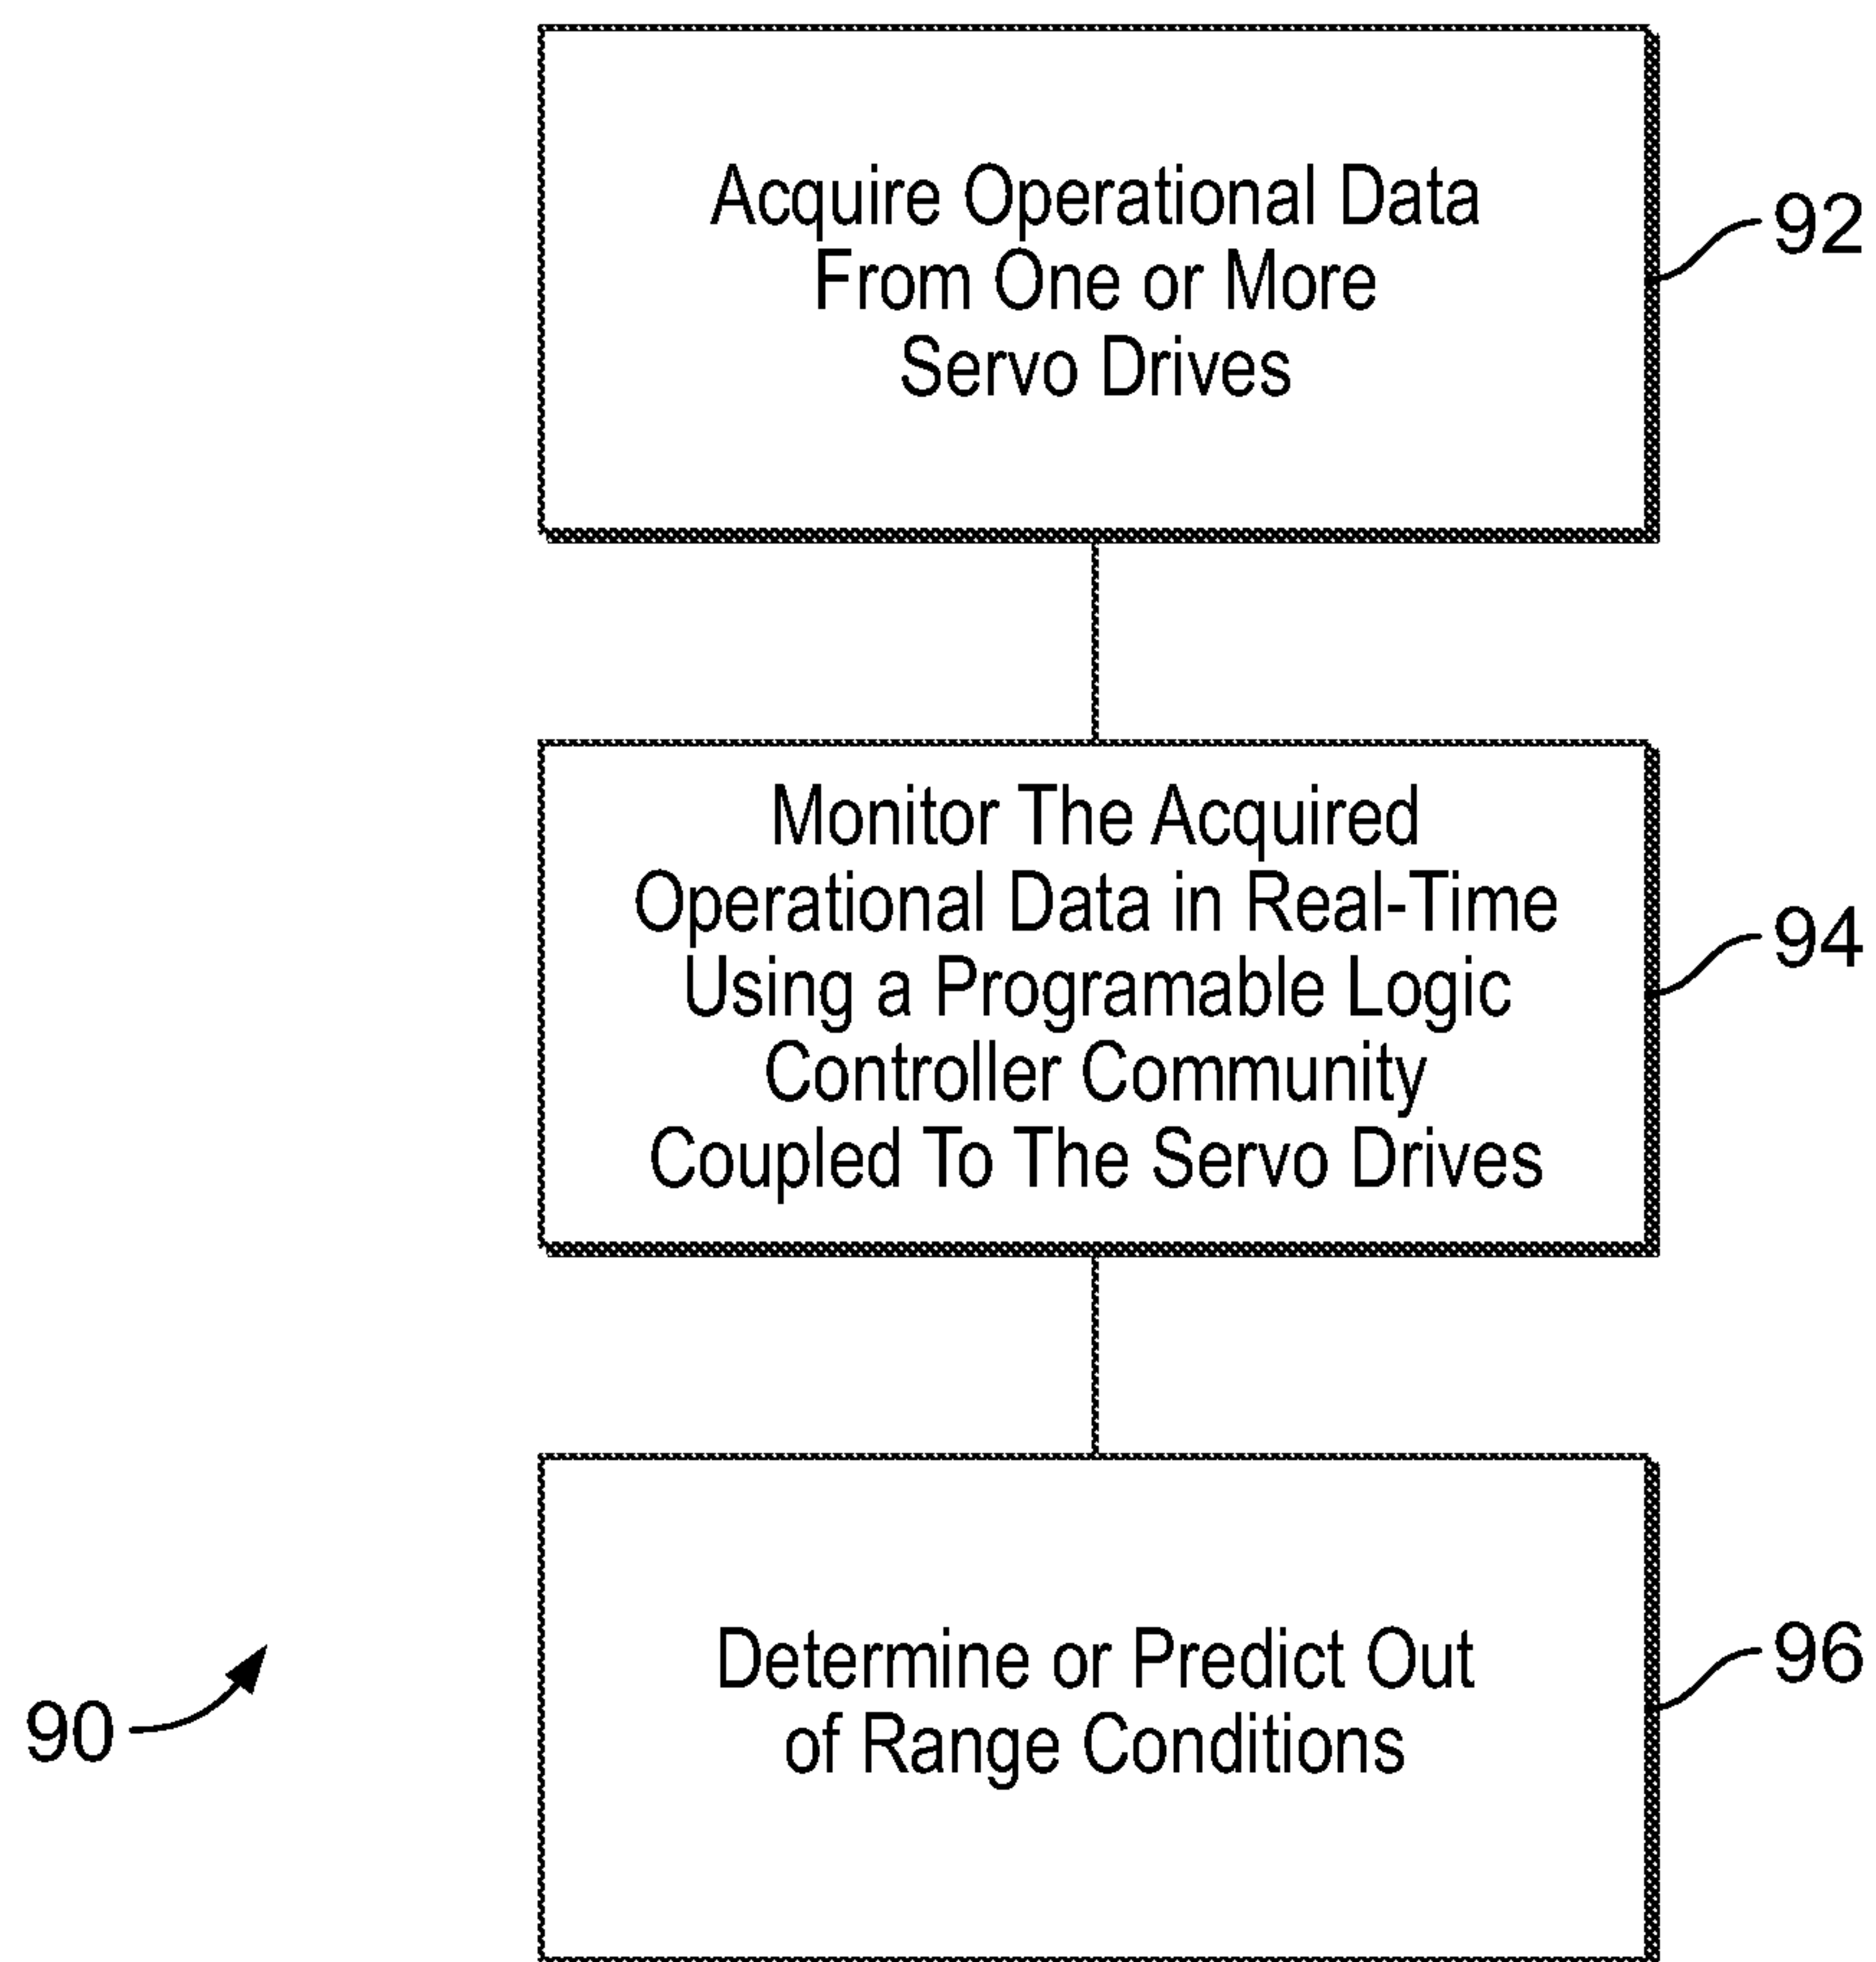 Acquire Operational Data
From One or More
Servo Drives
92
Monitor The Acquired
Operational Data in Real-Time
Using a Programable Logic
Controller Community
Coupled To The Servo Drives
94
Determine or Predict Out
of Range Conditions
96
90